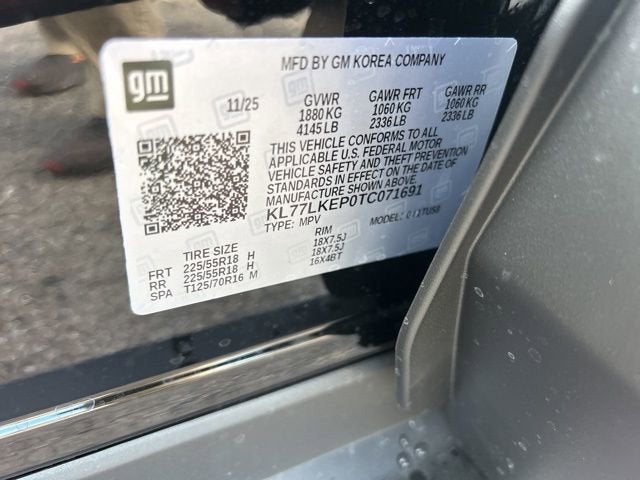 gm
MFD BY GM KOREA COMPANY
11/25 GVWR GAWR FRT GAWR RR
1880 KG 1060 KG 1060 KG
4145 LB 2336 LB 2336 LB
THIS VEHICLE CONFORMS TO ALL
APPLICABLE U.S. FEDERAL MOTOR
VEHICLE SAFETY AND THEFT PREVENTION
STANDARDS IN EFFECT ON THE DATE OF
MANUFACTURE SHOWN ABOVE.
KL77LKEP0TC071691
TYPE: MPV MODEL:
TIRE SIZE RIM
FRT 225/55R18 H 18X7.5J
RR 225/55R18 H 18X7.5J
SPA T125/70R16 M 16X4BT